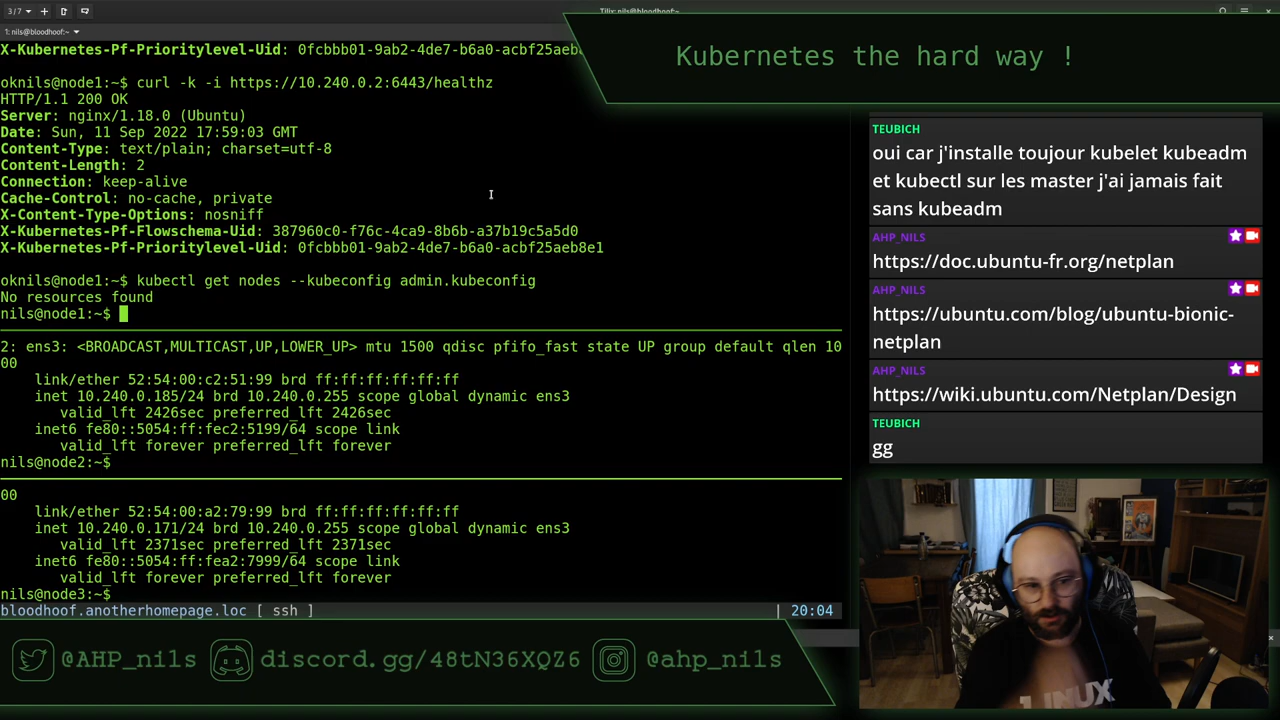 3/7
Tilix: nils@bloodhoof:~
1: nils@bloodhoof:~
X-Kubernetes-Pf-Prioritylevel-Uid: 0fcbbb01-9ab2-4de7-b6a0-acbf25aeb
oknils@node1:~$ curl -k -i https://10.240.0.2:6443/healthz
HTTP/1.1 200 OK
Server: nginx/1.18.0 (Ubuntu)
Date: Sun, 11 Sep 2022 17:59:03 GMT
Content-Type: text/plain; charset=utf-8
Content-Length: 2
Connection: keep-alive
Cache-Control: no-cache, private
X-Content-Type-Options: nosniff
X-Kubernetes-Pf-Flowschema-Uid: 387960c0-f76c-4ca9-8b6b-a37b19c5a5d0
X-Kubernetes-Pf-Prioritylevel-Uid: 0fcbbb01-9ab2-4de7-b6a0-acbf25aeb8e1
oknils@node1:~$ kubectl get nodes --kubeconfig admin.kubeconfig
No resources found
nils@node1:~$
2: ens3: <BROADCAST,MULTICAST,UP,LOWER_UP> mtu 1500 qdisc pfifo_fast state UP group default qlen 10
00
link/ether 52:54:00:c2:51:99 brd ff:ff:ff:ff:ff:ff
inet 10.240.0.185/24 brd 10.240.0.255 scope global dynamic ens3
valid_lft 2426sec preferred_lft 2426sec
inet6 fe80::5054:ff:fec2:5199/64 scope link
valid_lft forever preferred_lft forever
nils@node2:~$
00
link/ether 52:54:00:a2:79:99 brd ff:ff:ff:ff:ff:ff
inet 10.240.0.171/24 brd 10.240.0.255 scope global dynamic ens3
valid_lft 2371sec preferred_lft 2371sec
inet6 fe80::5054:ff:fea2:7999/64 scope link
valid_lft forever preferred_lft forever
nils@node3:~$
bloodhoof.anotherhomepage.loc [ ssh ] | 20:04
Kubernetes the hard way !
TEUBICH
oui car j'installe toujour kubelet kubeadm
et kubectl sur les master j'ai jamais fait
sans kubeadm
AHP_NILS
https://doc.ubuntu-fr.org/netplan
AHP_NILS
https://ubuntu.com/blog/ubuntu-bionic-
netplan
AHP_NILS
https://wiki.ubuntu.com/Netplan/Design
TEUBICH
gg
LINUX
@AHP_nils discord.gg/48tN36XQZ6 @ahp_nils